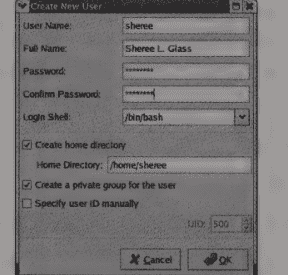 Create New User
User Name: sheree
Full Name: Sheree L. Glass
Password: ********
Confirm Password: ********
Login Shell: /bin/bash
Create home directory
Home Directory: /home/sheree
Create a private group for the user
Specify user ID manually
UID: 500
Cancel OK